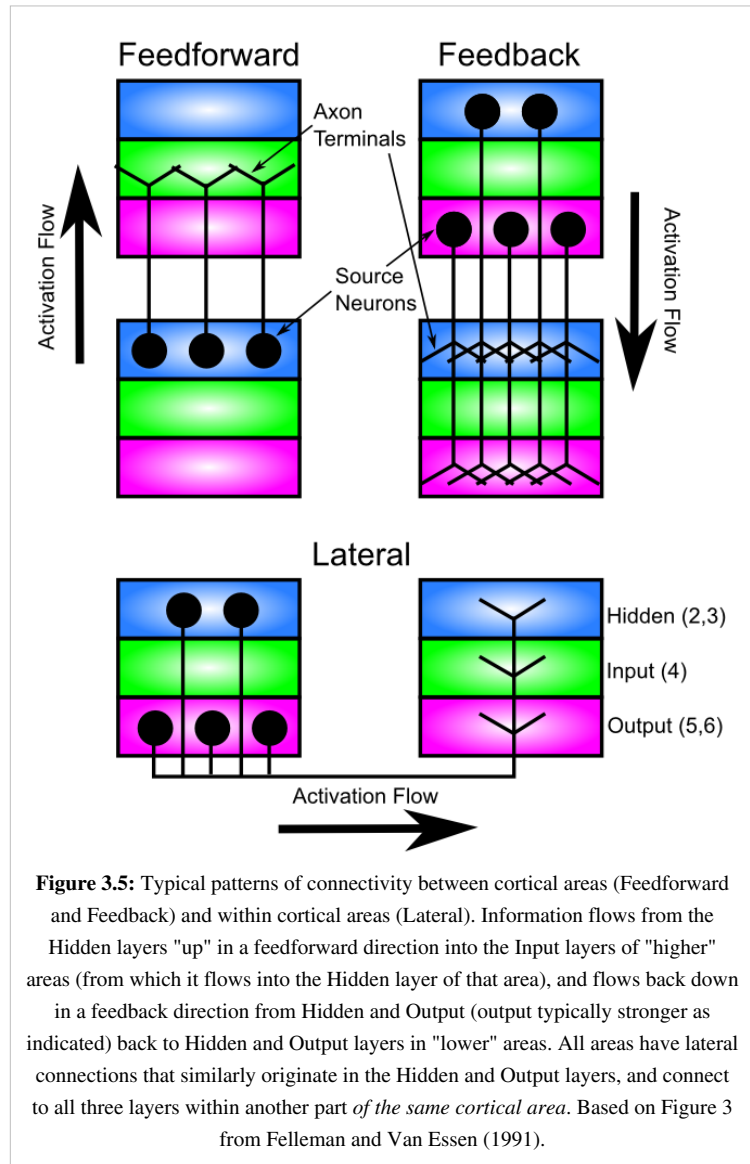 Feedforward
Feedback
Axon
Terminals
Activation Flow
Activation Flow
Source
Neurons
Lateral
Hidden (2,3)
Input (4)
Output (5,6)
Activation Flow
Figure 3.5: Typical patterns of connectivity between cortical areas (Feedforward
and Feedback) and within cortical areas (Lateral). Information flows from the
Hidden layers "up" in a feedforward direction into the Input layers of "higher"
areas (from which it flows into the Hidden layer of that area), and flows back down
in a feedback direction from Hidden and Output (output typically stronger as
indicated) back to Hidden and Output layers in "lower" areas. All areas have lateral
connections that similarly originate in the Hidden and Output layers, and connect
to all three layers within another part of the same cortical area. Based on Figure 3
from Felleman and Van Essen (1991).